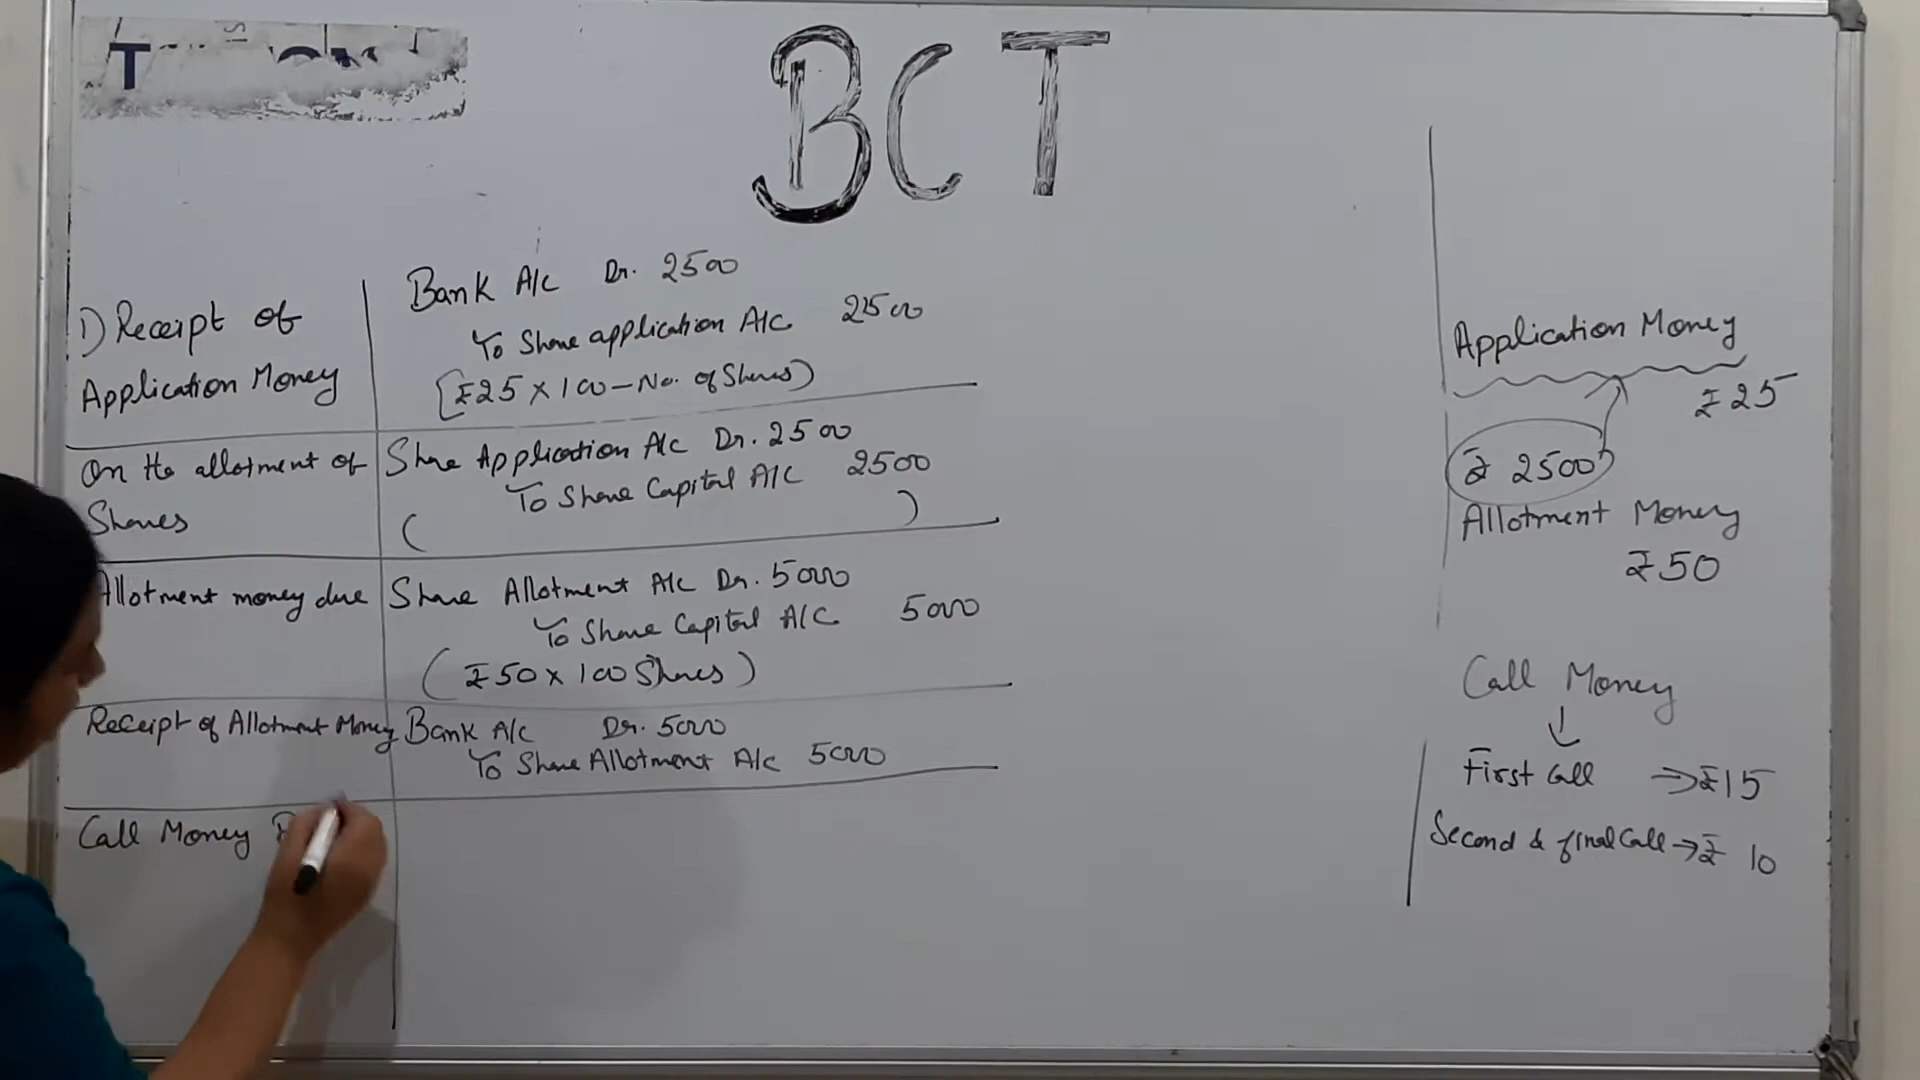 BCT
1) Receipt of
Application Money
Bank A/c Dr. 2500
To Share application A/c 2500
[₹25 × 100 - No. of Shares)
On the allotment of
Shares
Share Application A/c Dr. 2500
To Share Capital A/c 2500
( )
Allotment money due
Share Allotment A/c Dr. 5000
To Share Capital A/C 5000
(₹50 × 100 Shares)
Receipt of Allotment Money
Bank A/c Dr. 5000
To Share Allotment A/c 5000
Call Money
Application Money
₹25
₹ 2500
Allotment Money
₹50
Call Money
↓
First Call → ₹15
Second & final Call → ₹ 10